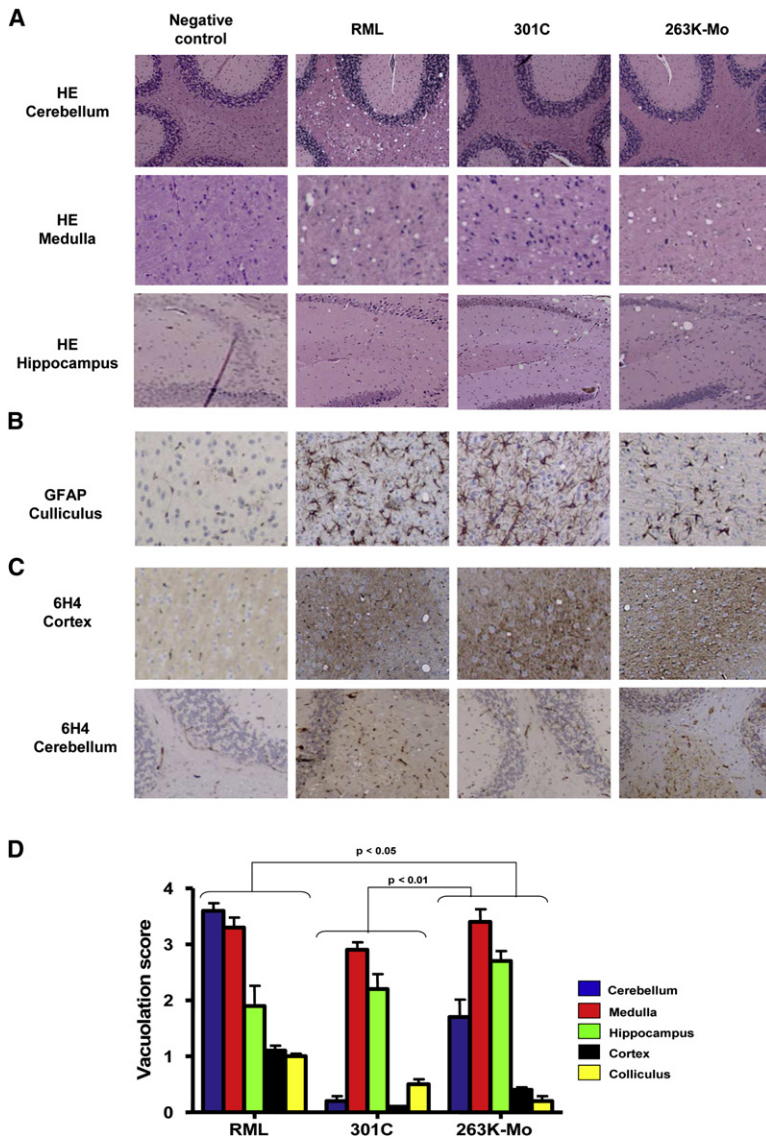 A
Negative
control
RML
301C
263K-Mo
HE
Cerebellum
HE
Medulla
HE
Hippocampus
B
GFAP
Culliculus
C
6H4
Cortex
6H4
Cerebellum
D
p < 0.05
p < 0.01
Vacuolation score
4
3
2
1
0
RML
301C
263K-Mo
Cerebellum
Medulla
Hippocampus
Cortex
Colliculus